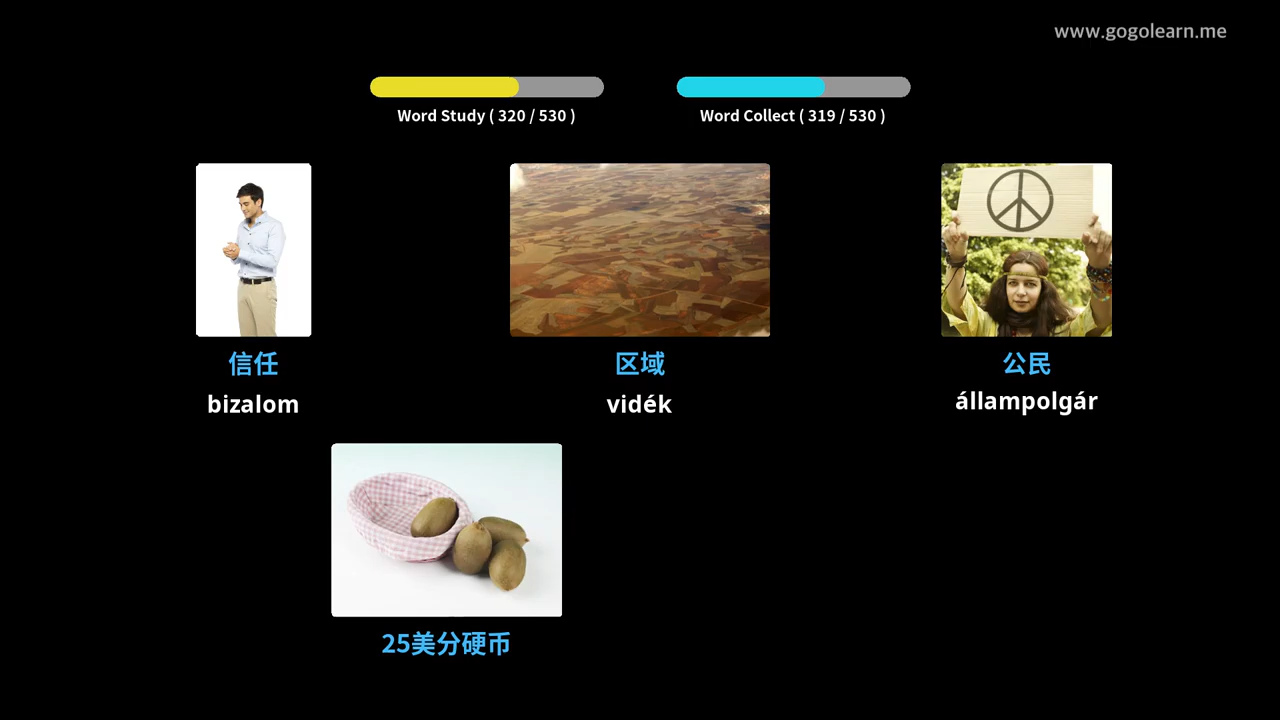 www.gogolearn.me
Word Study ( 320 / 530 )
Word Collect ( 319 / 530 )
信任
bizalom
区域
vidék
公民
állampolgár
25美分硬币